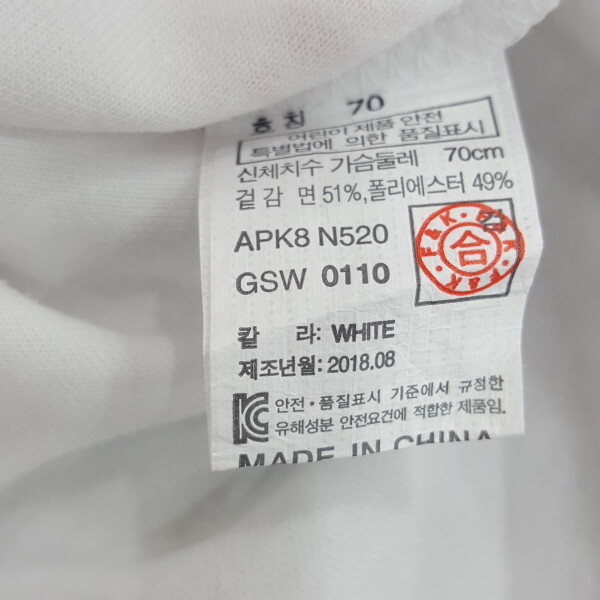 호 칭 70
어린이 제품 안전
특별법에 의한 품질표시
신체치수 가슴둘레 70cm
겉 감 면 51%,폴리에스터 49%
APK8 N520
GSW 0110
F&K · F&K · F&K
合
칼 라: WHITE
제조년월: 2018.08
안전 · 품질표시 기준에서 규정한
유해성분 안전요건에 적합한 제품임.
MADE IN CHINA